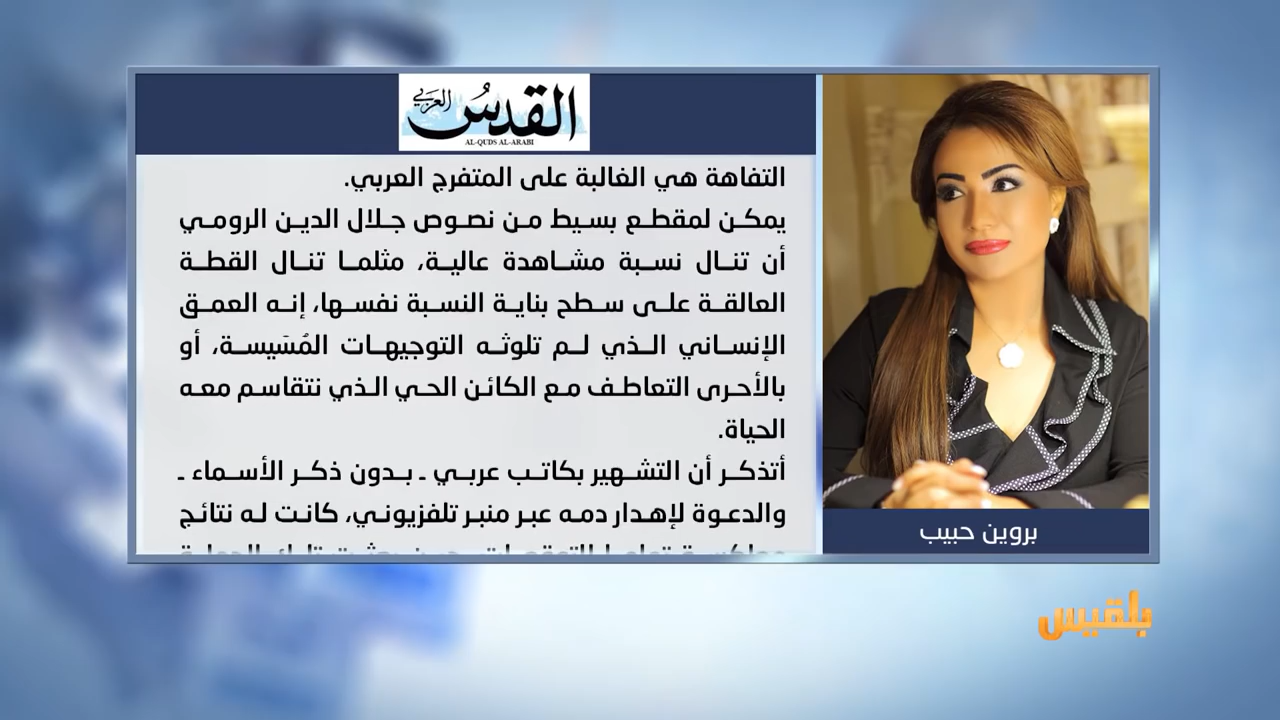 القدس العربي
AL-QUDS AL-ARABI
التفاهة هي الغالبة على المتفرج العربي.
يمكن لمقطع بسيط من نصوص جلال الدين الرومي
أن تنال نسبة مشاهدة عالية، مثلما تنال القطة
العالقة على سطح بناية النسبة نفسها، إنه العمق
الإنساني الذي لم تلوثه التوجيهات المُسَيسة، أو
بالأحرى التعاطف مع الكائن الحي الذي نتقاسم معه
الحياة.
أتذكر أن التشهير بكاتب عربي ـ بدون ذكر الأسماء ـ
والدعوة لإهدار دمه عبر منبر تلفزيوني، كانت له نتائج
بروين حبيب
بلقيس